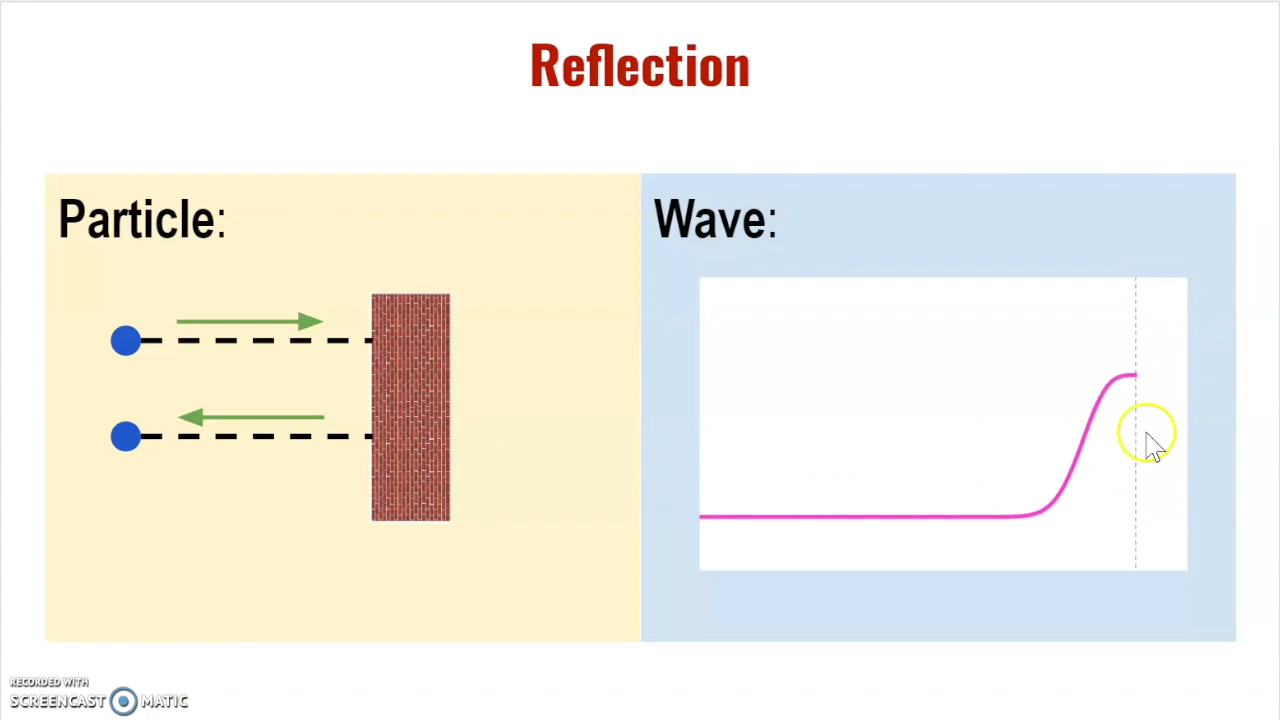 Reflection
Particle:
Wave:
RECORDED WITH
SCREENCAST MATIC